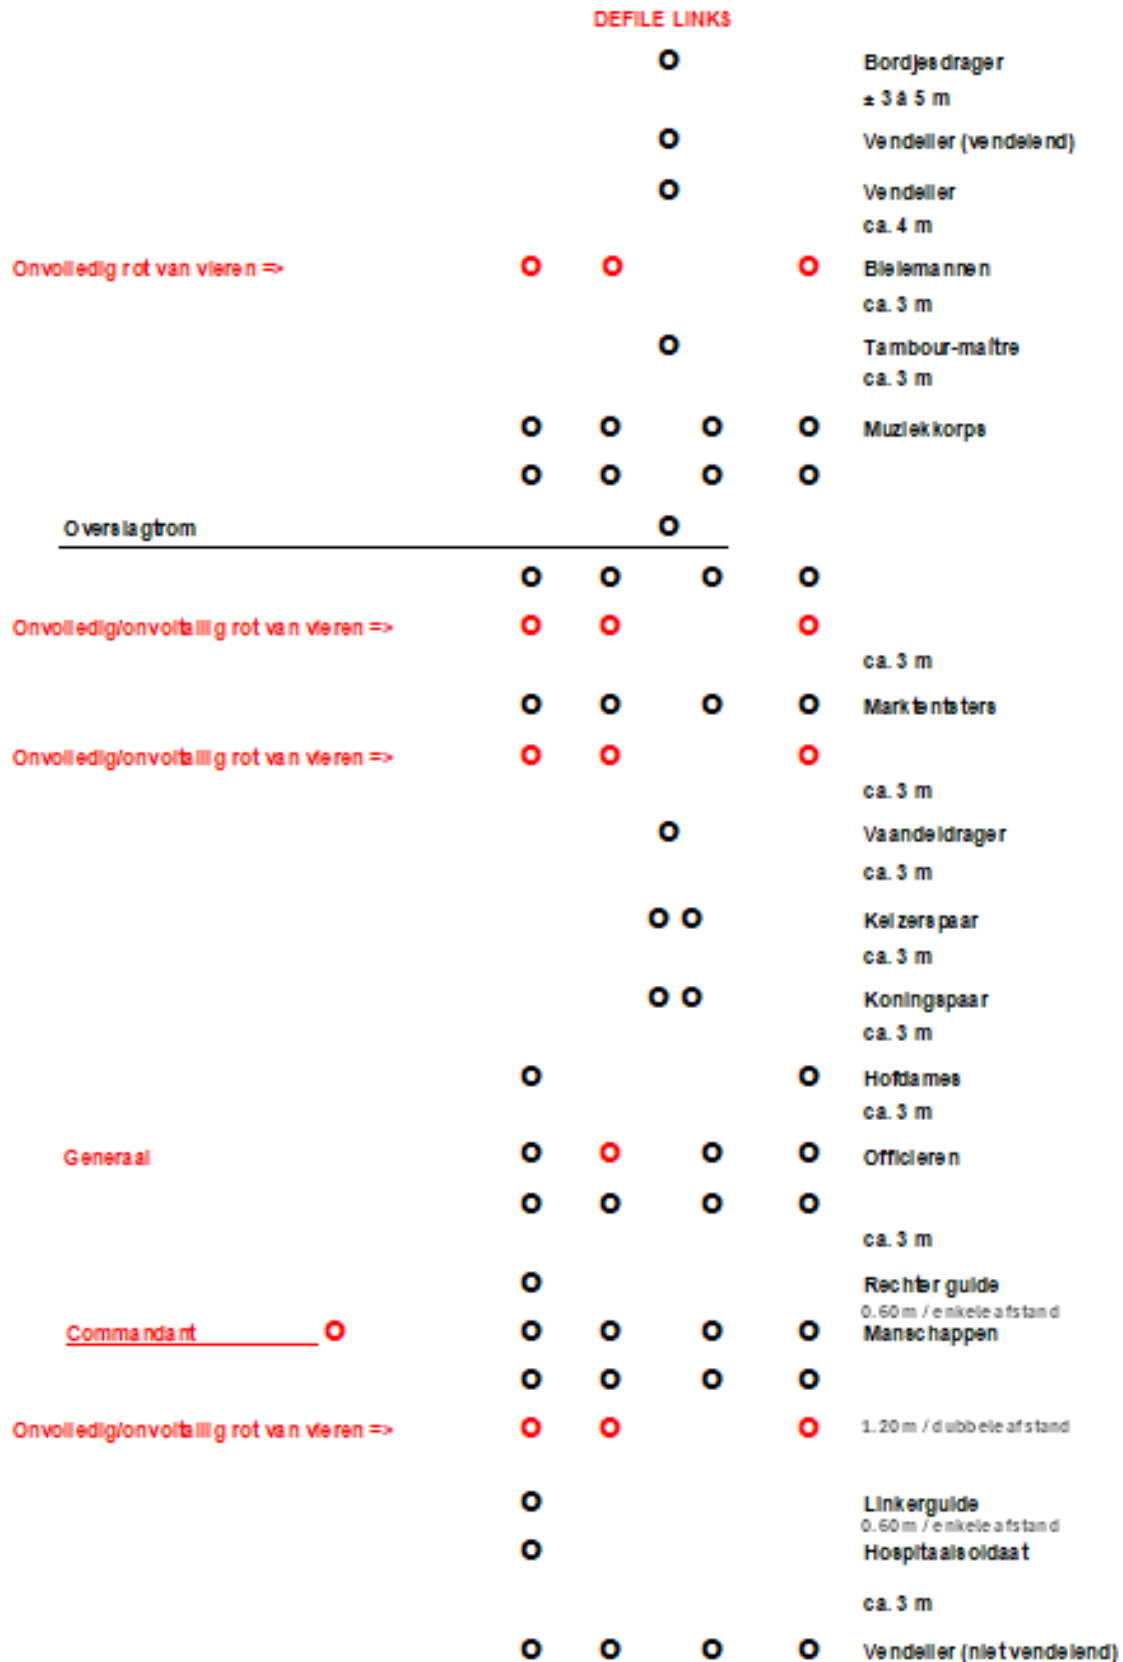 DEFILE LINKS
Bordjesdrager
± 3 à 5 m
Vendelier (vendelend)
Vendelier
ca. 4 m
Onvolledig rot van vieren =>
Bielemannen
ca. 3 m
Tambour-maître
ca. 3 m
Muziekkorps
Overslagtrom
Onvolledig/onvoltallig rot van vieren =>
ca. 3 m
Marktentsters
Onvolledig/onvoltallig rot van vieren =>
ca. 3 m
Vaandeldrager
ca. 3 m
Keizerspaar
ca. 3 m
Koningspaar
ca. 3 m
Hofdames
ca. 3 m
Generaal Officieren
ca. 3 m
Rechter guide
0.60 m / enkele afstand
Commandant Manschappen
Onvolledig/onvoltallig rot van vieren => 1.20 m / dubbele afstand
Linkerguide
0.60 m / enkele afstand
Hospitaalsoldaat
ca. 3 m
Vendelier (niet vendelend)